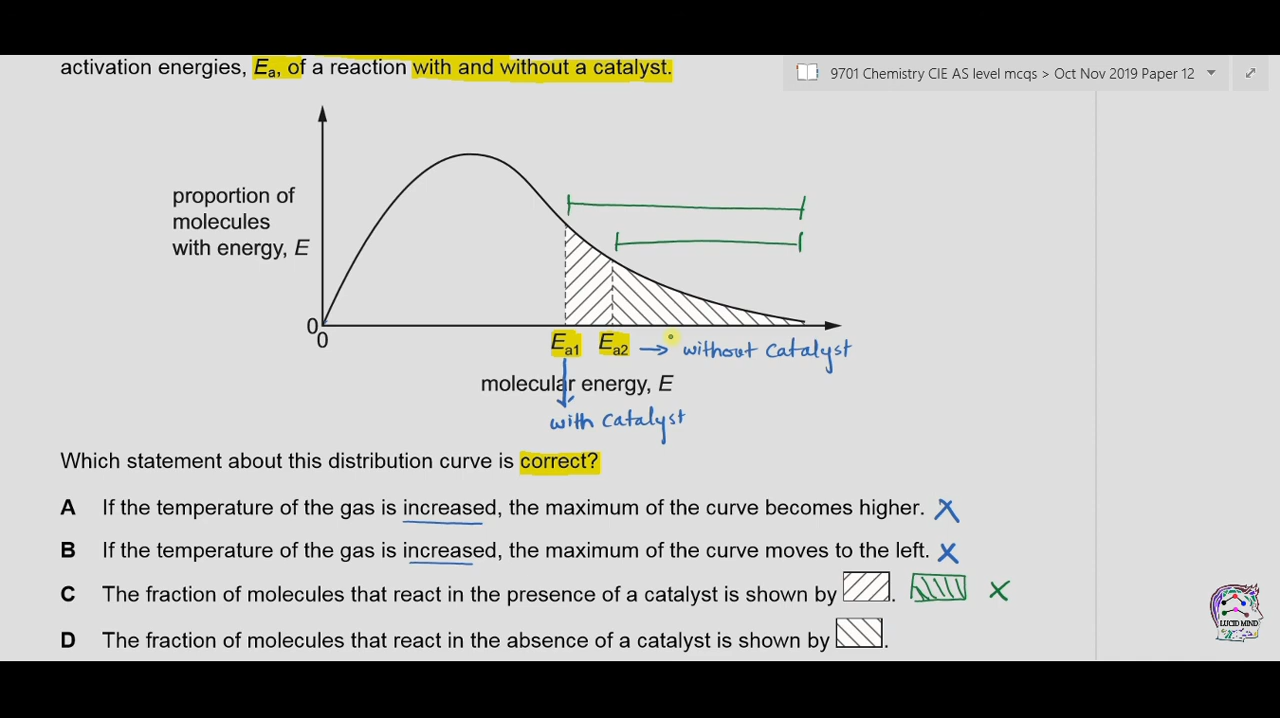 activation energies, Ea, of a reaction with and without a catalyst.
9701 Chemistry CIE AS level mcqs > Oct Nov 2019 Paper 12
proportion of
molecules
with energy, E
0
0
Ea1 Ea2 → without catalyst
molecular energy, E
with catalyst
Which statement about this distribution curve is correct?
A If the temperature of the gas is increased, the maximum of the curve becomes higher. X
B If the temperature of the gas is increased, the maximum of the curve moves to the left. X
C The fraction of molecules that react in the presence of a catalyst is shown by . X
D The fraction of molecules that react in the absence of a catalyst is shown by .
LUCID MIND